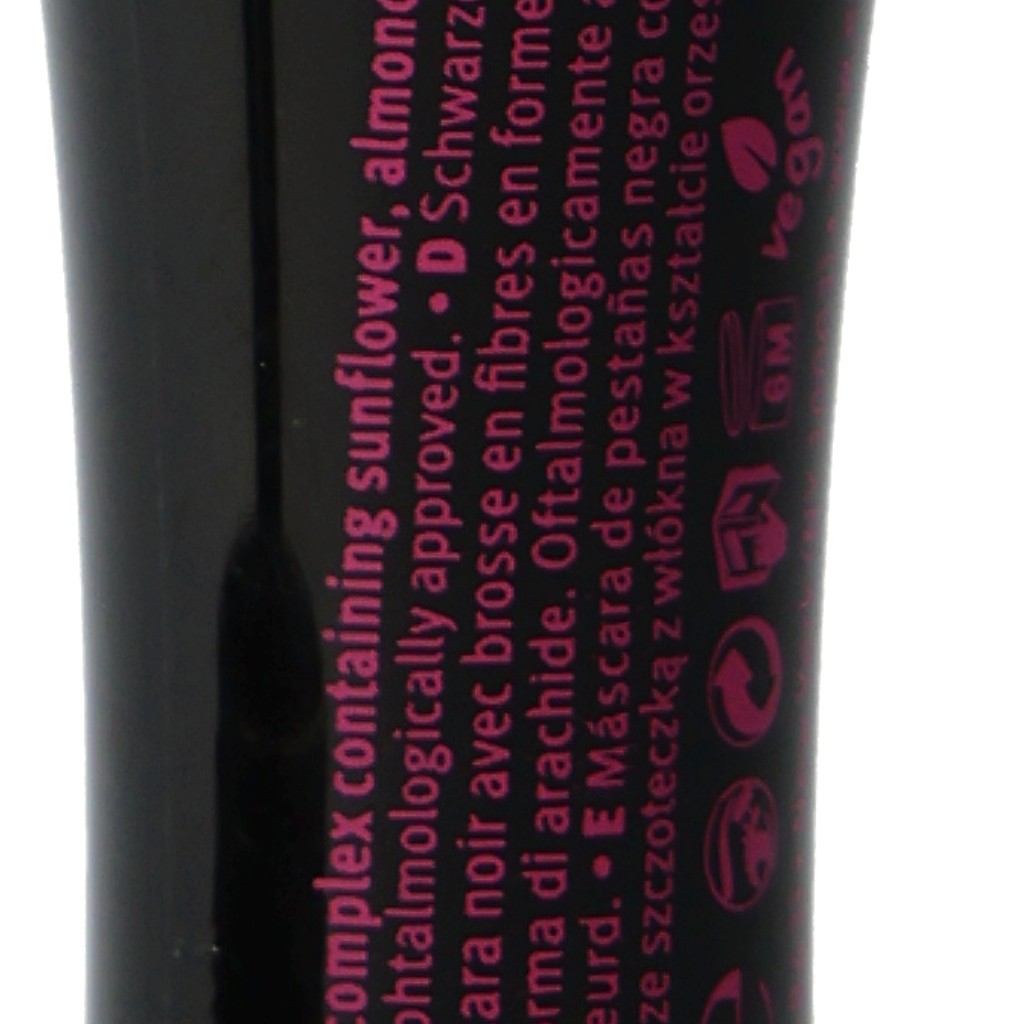 complex containing sunflower, almond
ophtalmologically approved. • D Schwarze
ara noir avec brosse en fibres en forme
orma di arachide. Oftalmologicamente
eurd. • E Máscara de pestañas negra co
ze szczoteczką z włókna w kształcie orzes
6M
vegan